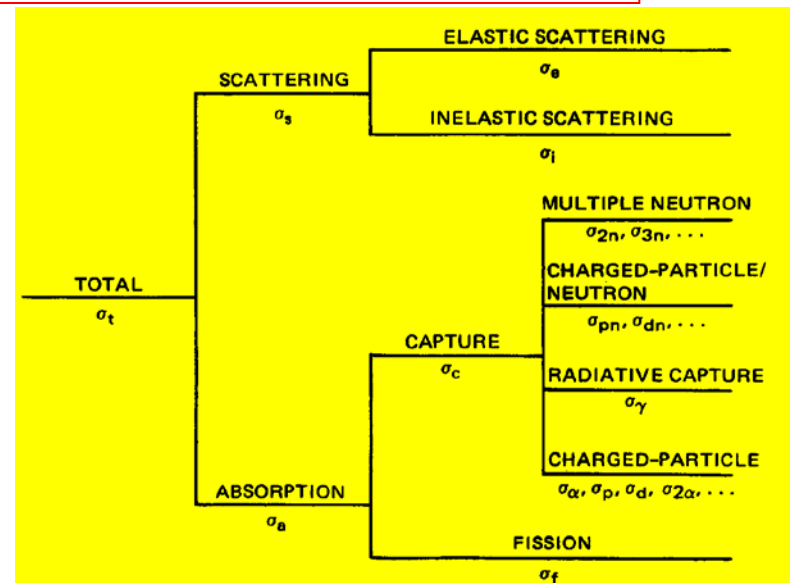 ELASTIC SCATTERING
σe
SCATTERING
σs
INELASTIC SCATTERING
σi
MULTIPLE NEUTRON
σ2n, σ3n, · · ·
TOTAL
σt
CHARGED-PARTICLE/
NEUTRON
σpn, σdn, · · ·
CAPTURE
σc
RADIATIVE CAPTURE
σγ
CHARGED-PARTICLE
σα, σp, σd, σ2α, · · ·
ABSORPTION
σa
FISSION
σf